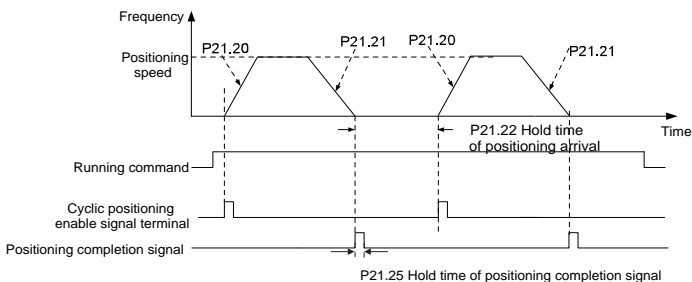 Frequency
P21.20
P21.21
P21.20
P21.21
Positioning
speed
Time
P21.22 Hold time
of positioning arrival
Running command
Cyclic positioning
enable signal terminal
Positioning completion signal
P21.25 Hold time of positioning completion signal